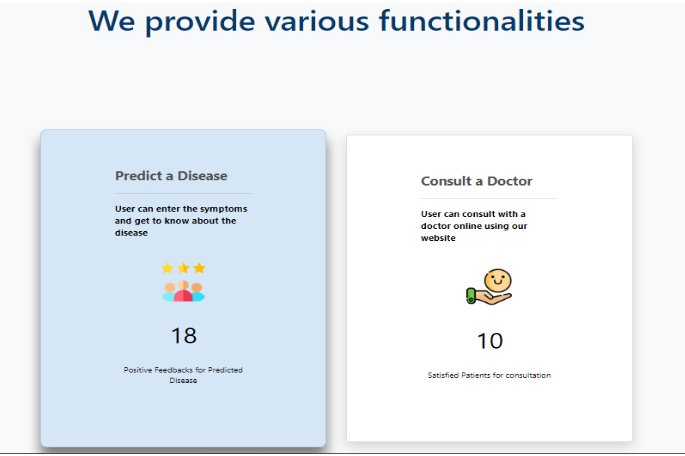 We provide various functionalities
Predict a Disease
User can enter the symptoms
and get to know about the
disease
18
Positive Feedbacks for Predicted
Disease
Consult a Doctor
User can consult with a
doctor online using our
website
10
Satisfied Patients for consultation